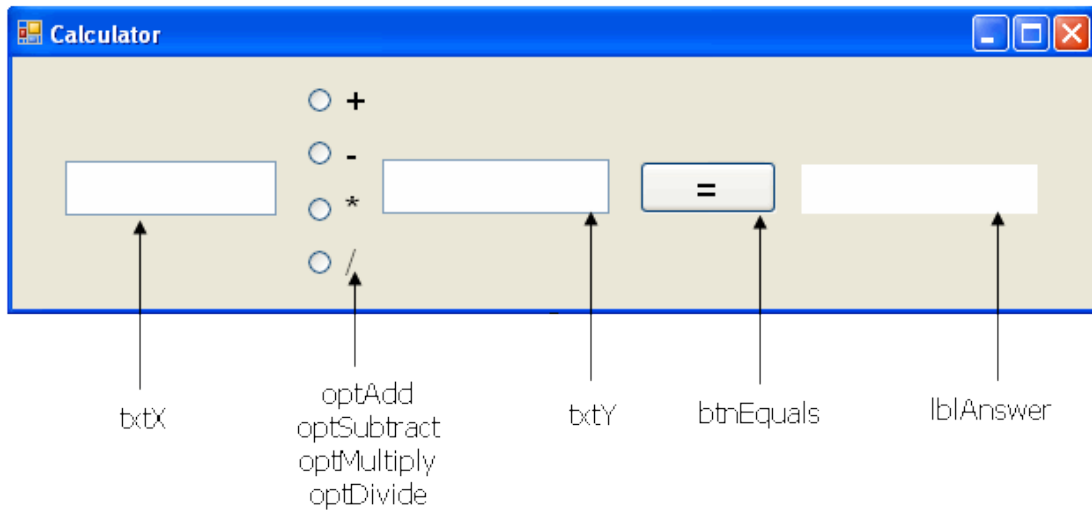 Calculator
+
-
*
/
=
txtX
optAdd
optSubtract
optMultiply
optDivide
txtY
btnEquals
lblAnswer